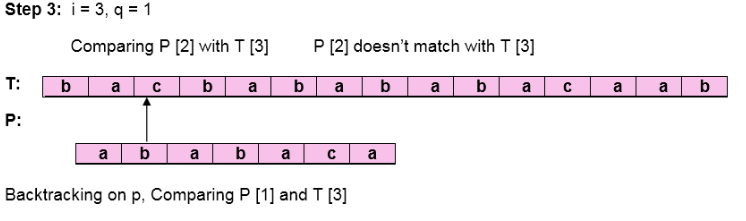 Step 3: i = 3, q = 1
Comparing P [2] with T [3] P [2] doesn't match with T [3]
T: b a c b a b a b a b a c a a b
P:
a b a b a c a
Backtracking on p, Comparing P [1] and T [3]